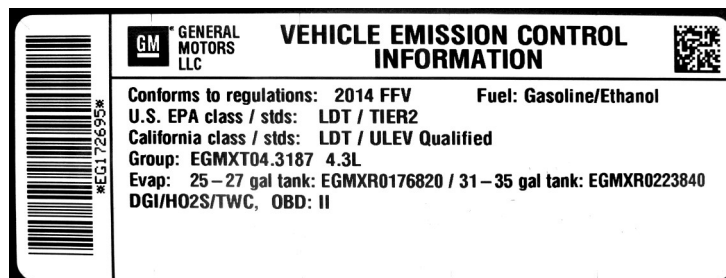 *EG172695*
GM
GENERAL
MOTORS
LLC
VEHICLE EMISSION CONTROL
INFORMATION
Conforms to regulations: 2014 FFV Fuel: Gasoline/Ethanol
U.S. EPA class / stds: LDT / TIER2
California class / stds: LDT / ULEV Qualified
Group: EGMXT04.3187 4.3L
Evap: 25–27 gal tank: EGMXR0176820 / 31–35 gal tank: EGMXR0223840
DGI/HO2S/TWC, OBD: II